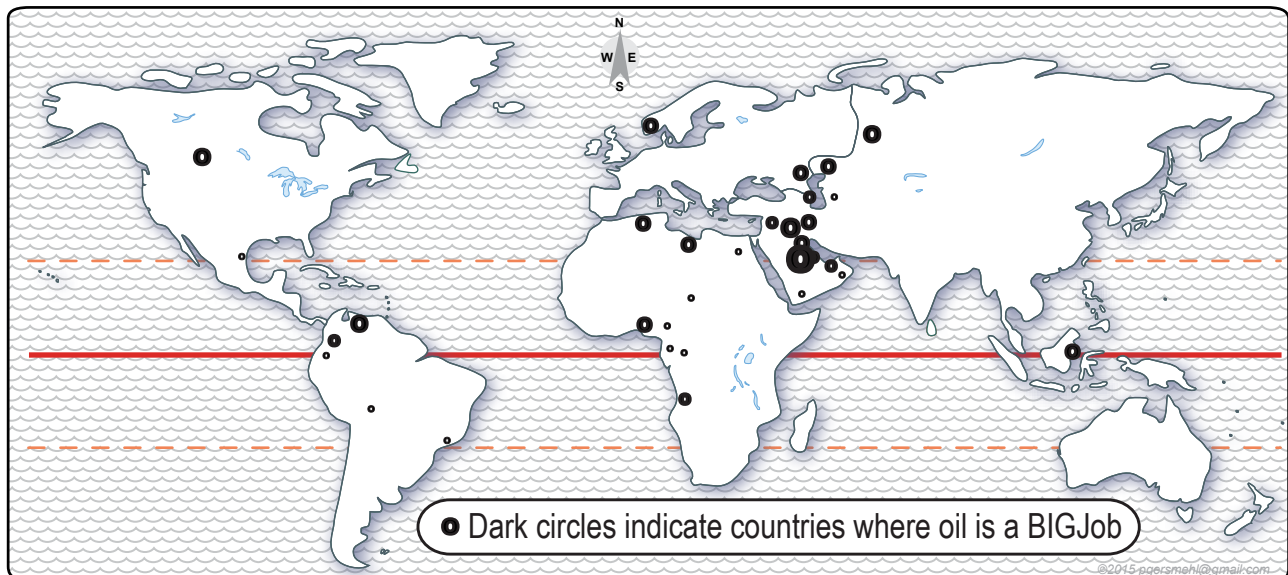 N
W E
S
Dark circles indicate countries where oil is a BIGJob
©2015 pgersmehl@gmail.com